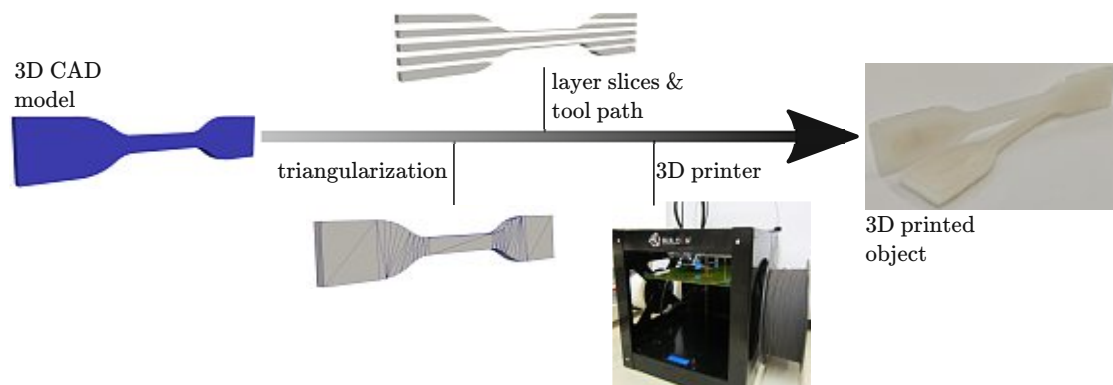 3D CAD
model
layer slices &
tool path
triangularization
3D printer
3D printed
object